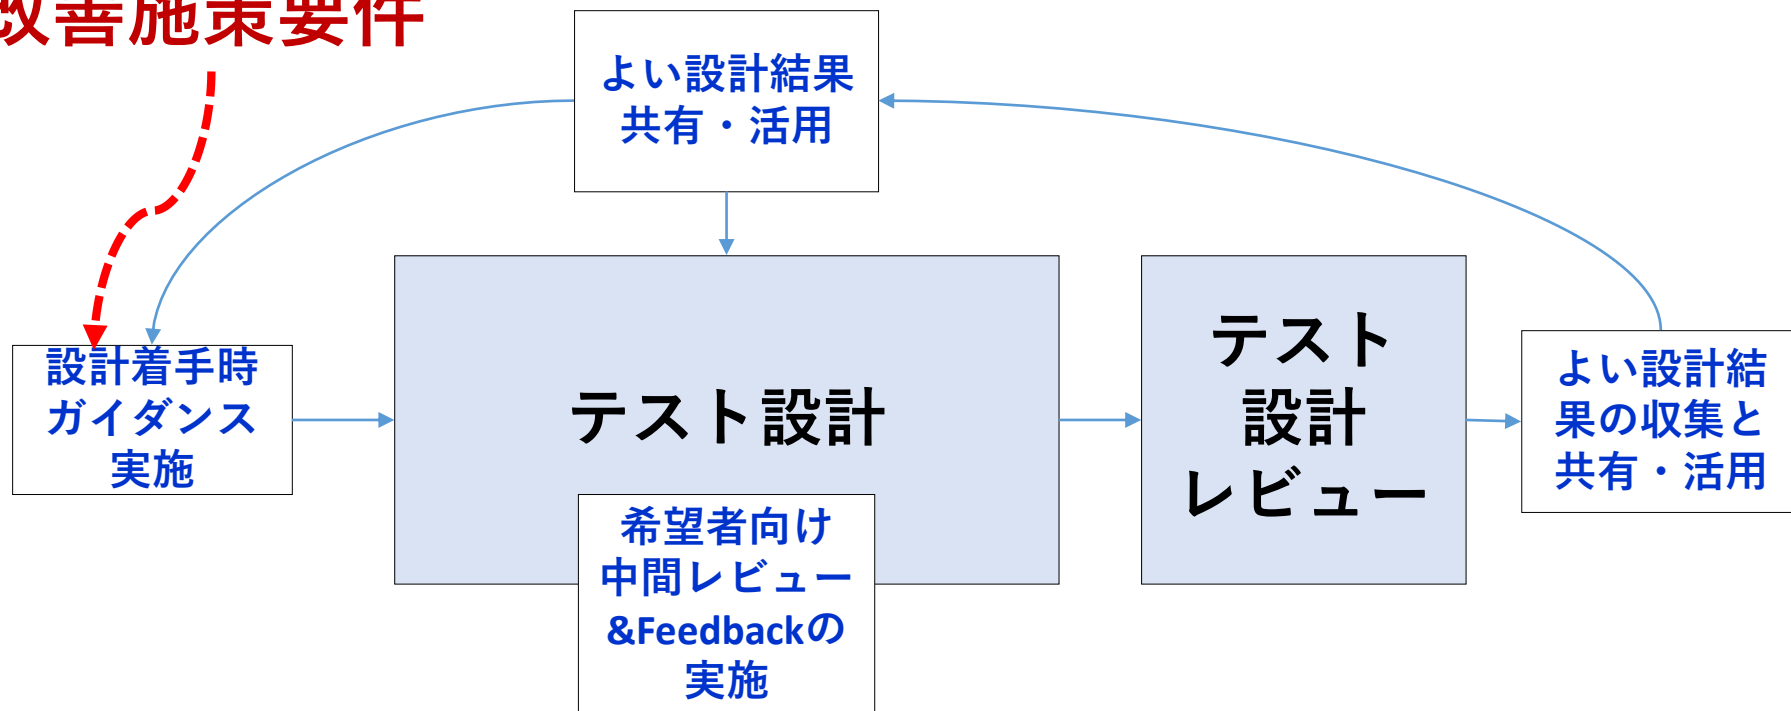 改善施策要件
よい設計結果
共有・活用
設計着手時
ガイダンス
実施
テスト設計
希望者向け
中間レビュー
&Feedbackの
実施
テスト
設計
レビュー
よい設計結
果の収集と
共有・活用